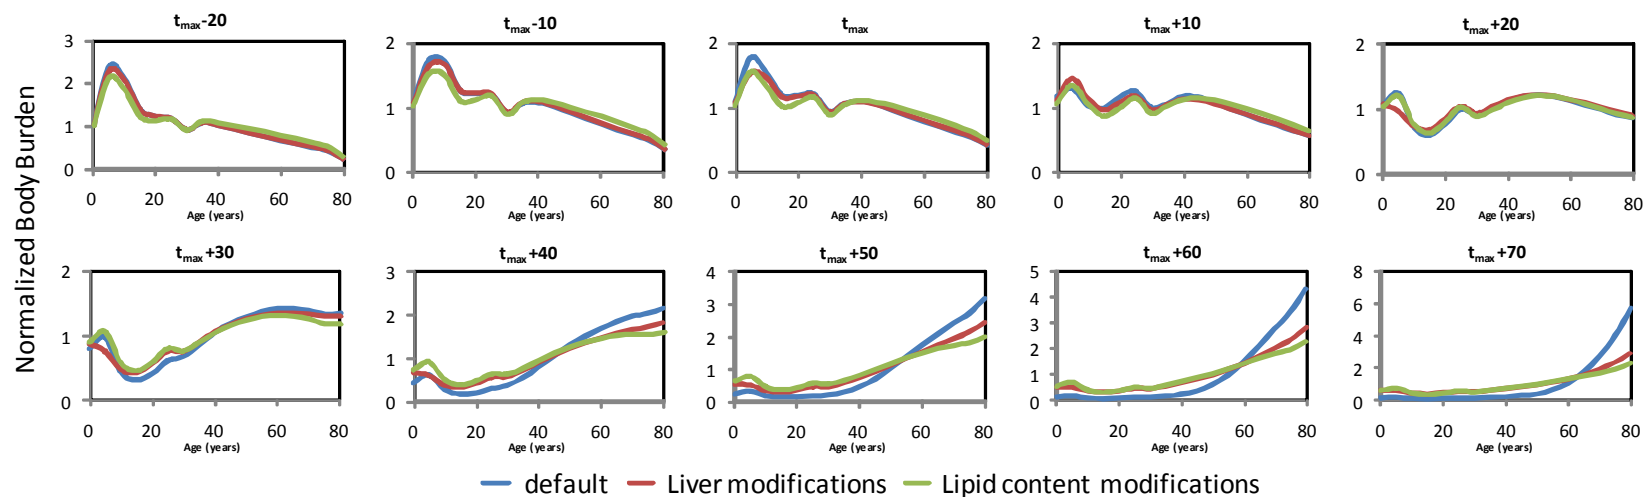 Normalized Body Burden
tmax-20
3
2
1
0
0 20 40 60 80
Age (years)
tmax-10
2
1
0
0 20 40 60 80
Age (years)
tmax
2
1
0
0 20 40 60 80
Age (years)
tmax+10
2
1
0
0 20 40 60 80
Age (years)
tmax+20
2
1
0
0 20 40 60 80
Age (years)
tmax+30
2
1
0
0 20 40 60 80
Age (years)
tmax+40
3
2
1
0
0 20 40 60 80
Age (years)
tmax+50
4
3
2
1
0
0 20 40 60 80
Age (years)
tmax+60
5
4
3
2
1
0
0 20 40 60 80
Age (years)
tmax+70
8
6
4
2
0
0 20 40 60 80
Age (years)
default Liver modifications Lipid content modifications